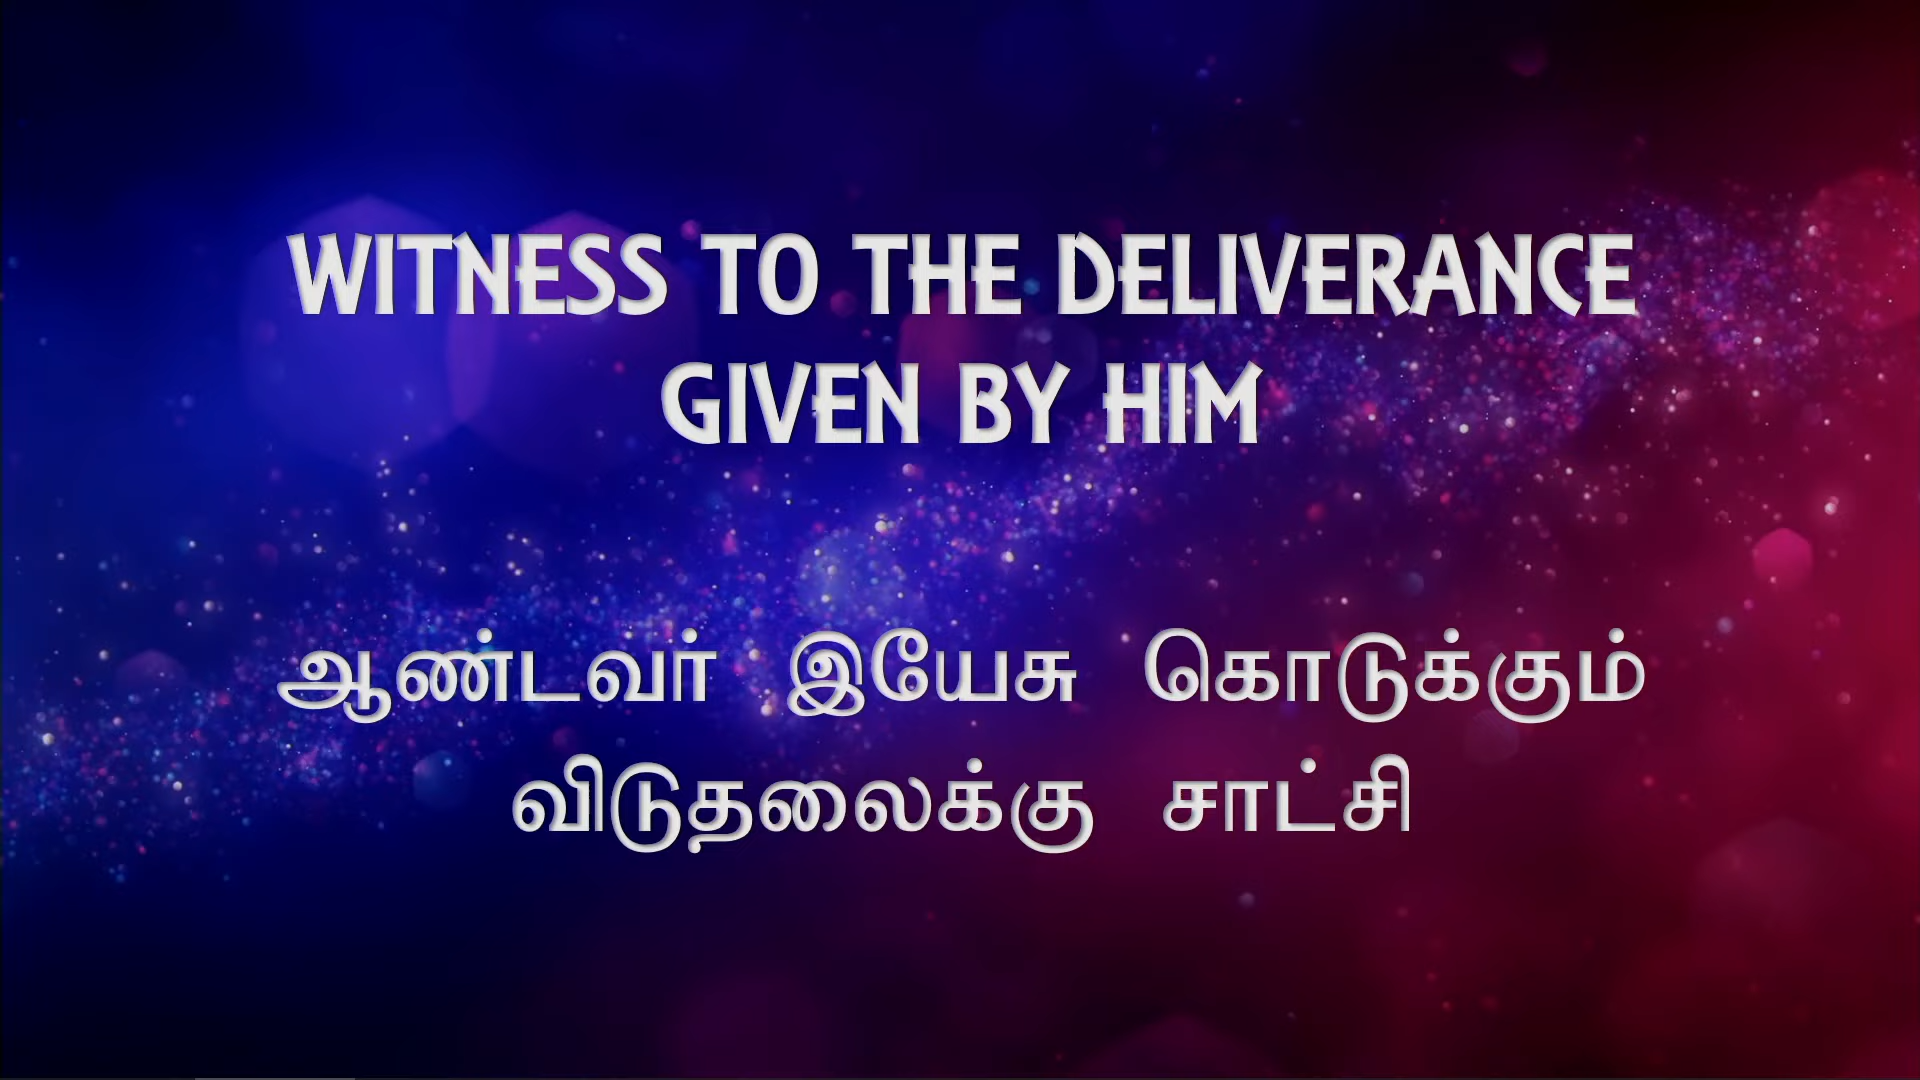 WITNESS TO THE DELIVERANCE
GIVEN BY HIM
ஆண்டவர் இயேசு கொடுக்கும்
விடுதலைக்கு சாட்சி